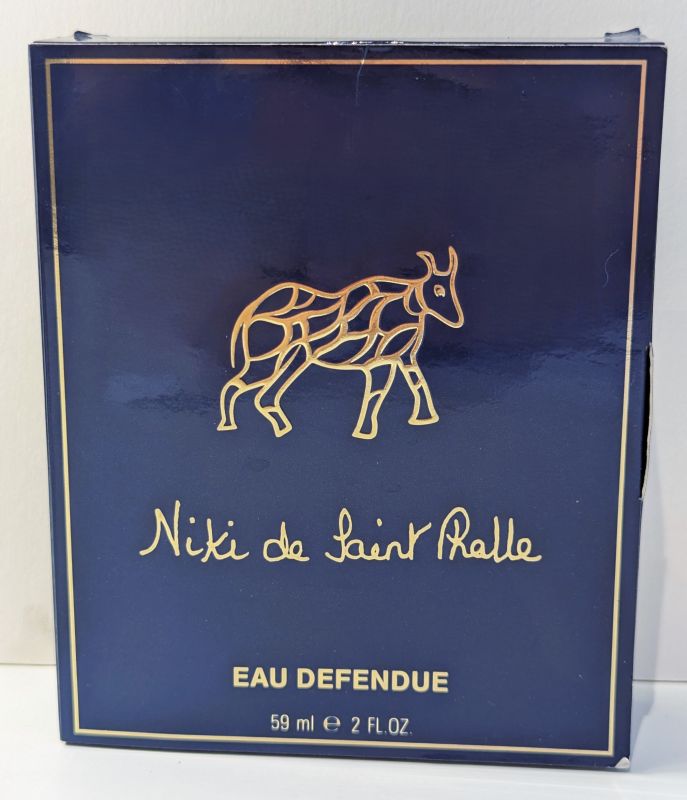 Niki de Saint Phalle
EAU DEFENDUE
59 ml ℮ 2 FL.OZ.